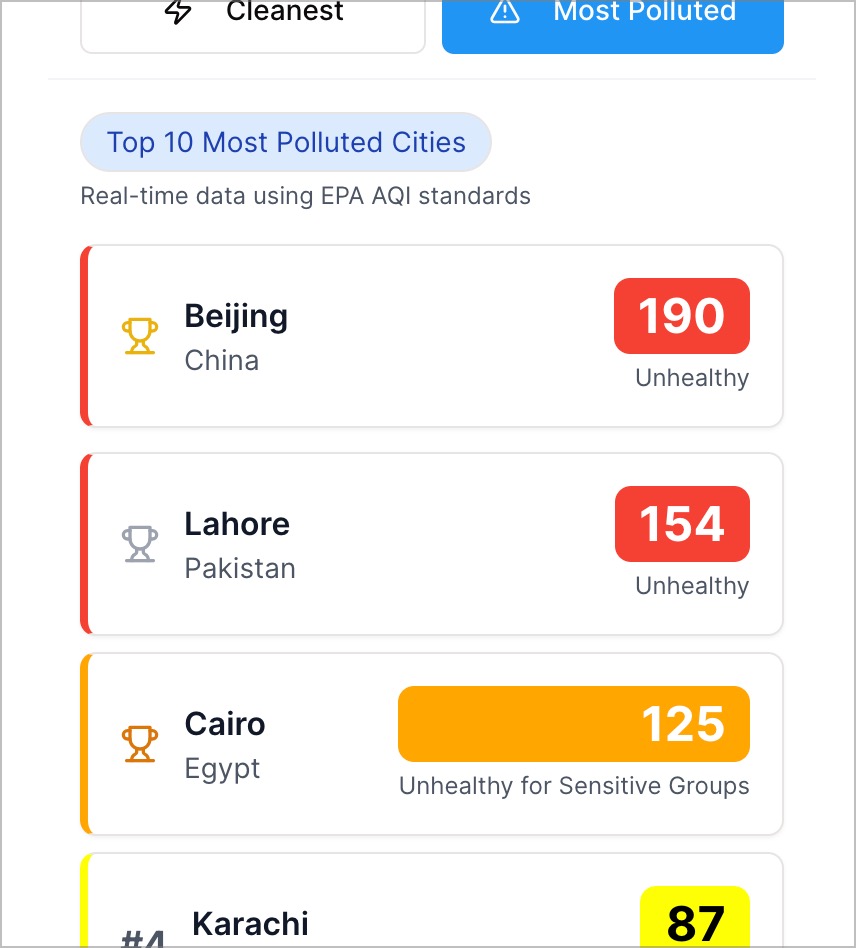 Cleanest
Most Polluted
Top 10 Most Polluted Cities
Real-time data using EPA AQI standards
Beijing
China
190
Unhealthy
Lahore
Pakistan
154
Unhealthy
Cairo
Egypt
125
Unhealthy for Sensitive Groups
#4
Karachi
87